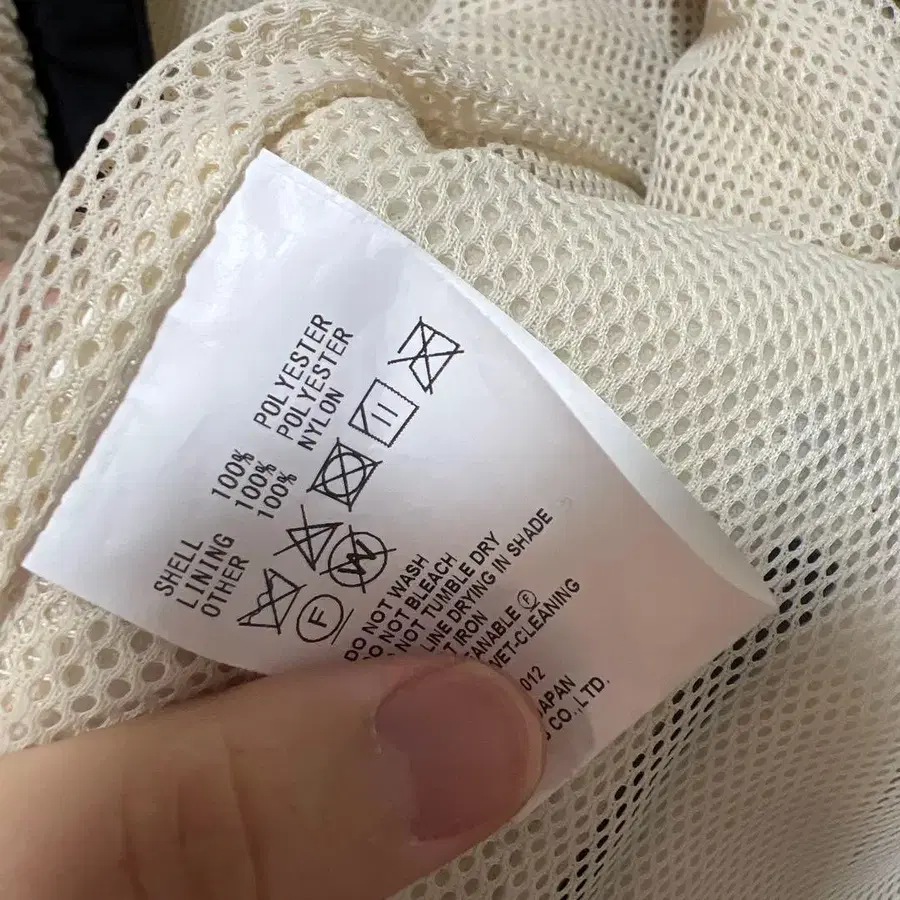 SHELL 100% POLYESTER
LINING 100% POLYESTER
OTHER 100% NYLON
W
F
DO NOT WASH
NOT BLEACH
NOT TUMBLE DRY
LINE DRYING IN SHADE
IRON
F
WET-CLEANING
012
JAPAN
CO.,LTD.